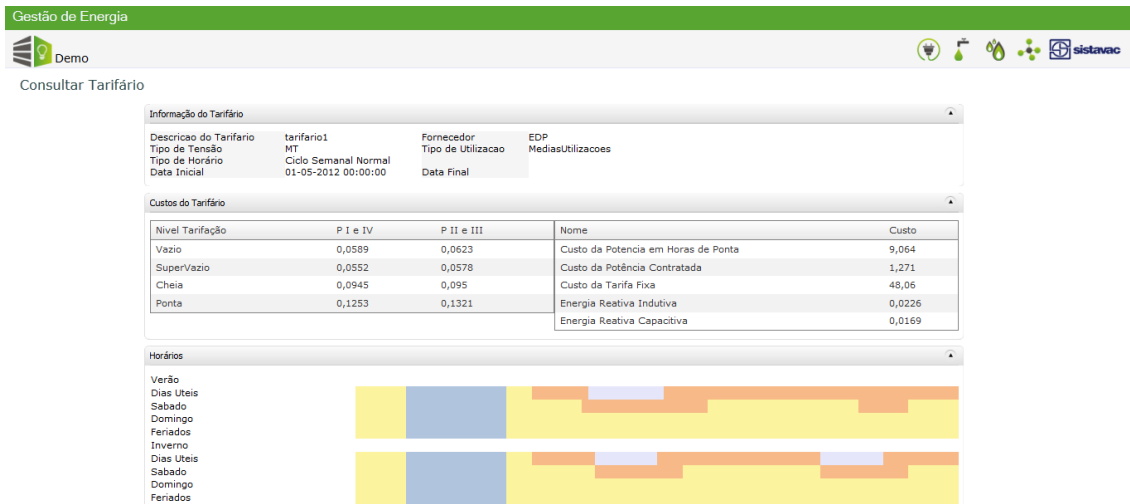 Gestão de Energia
Demo
sistavac
Consultar Tarifário
Informação do Tarifário
Descricao do Tarifario tarifario1 Fornecedor EDP
Tipo de Tensão MT Tipo de Utilizacao MediasUtilizacoes
Tipo de Horário Ciclo Semanal Normal
Data Inicial 01-05-2012 00:00:00 Data Final
Custos do Tarifário
Nivel Tarifação P I e IV P II e III Nome Custo
Vazio 0,0589 0,0623 Custo da Potencia em Horas de Ponta 9,064
SuperVazio 0,0552 0,0578 Custo da Potência Contratada 1,271
Cheia 0,0945 0,095 Custo da Tarifa Fixa 48,06
Ponta 0,1253 0,1321 Energia Reativa Indutiva 0,0226
Energia Reativa Capacitiva 0,0169
Horários
Verão
Dias Uteis
Sabado
Domingo
Feriados
Inverno
Dias Uteis
Sabado
Domingo
Feriados